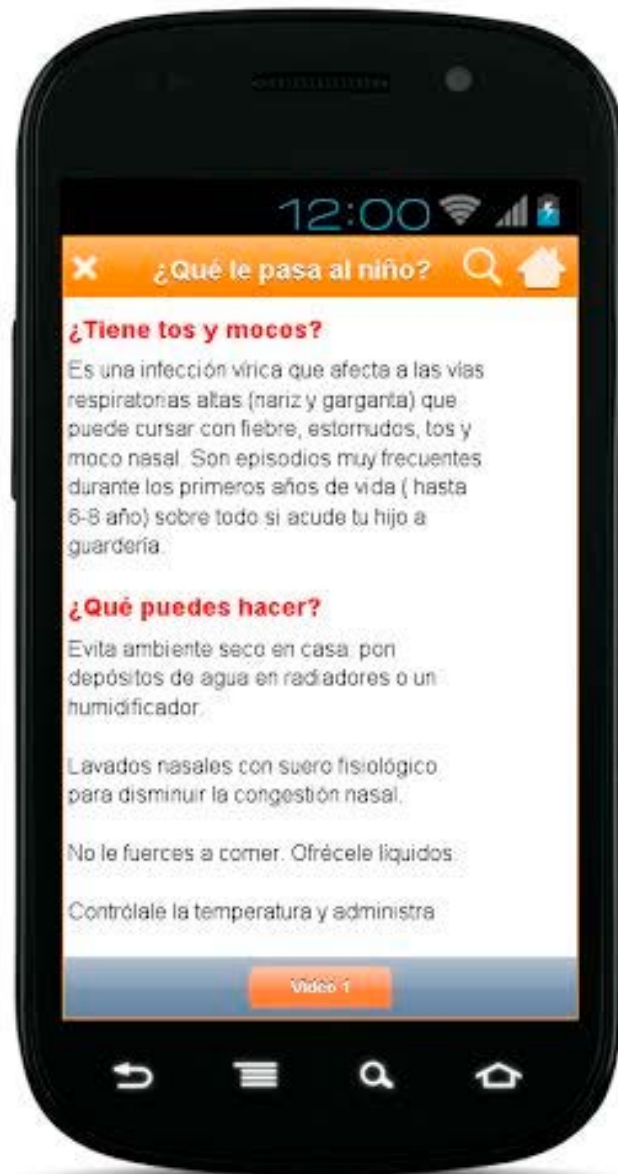 12:00
¿Qué le pasa al niño?
¿Tiene tos y mocos?
Es una infección vírica que afecta a las vías
respiratorias altas (nariz y garganta) que
puede cursar con fiebre, estornudos, tos y
moco nasal. Son episodios muy frecuentes
durante los primeros años de vida ( hasta
6-8 año) sobre todo si acude tu hijo a
guardería.
¿Qué puedes hacer?
Evita ambiente seco en casa: pon
depósitos de agua en radiadores o un
humidificador.
Lavados nasales con suero fisiológico
para disminuir la congestión nasal.
No le fuerces a comer. Ofrécele líquidos.
Contrólale la temperatura y administra
Video 1